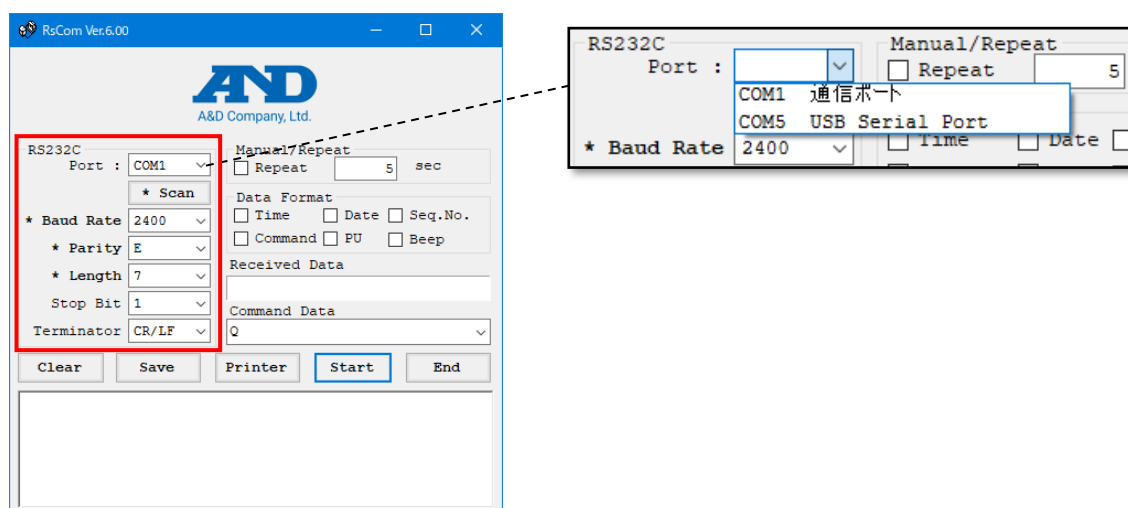 RsCom Ver.6.00
AND
A&D Company, Ltd.
RS232C
Port : COM1
* Scan
* Baud Rate 2400
* Parity E
* Length 7
Stop Bit 1
Terminator CR/LF
Manual/Repeat
Repeat 5 sec
Data Format
Time Date Seq.No.
Command PU Beep
Received Data
Command Data
Q
Clear Save Printer Start End
RS232C
Port :
Manual/Repeat
Repeat 5
COM1 通信ポート
COM5 USB Serial Port
* Baud Rate 2400
Time Date